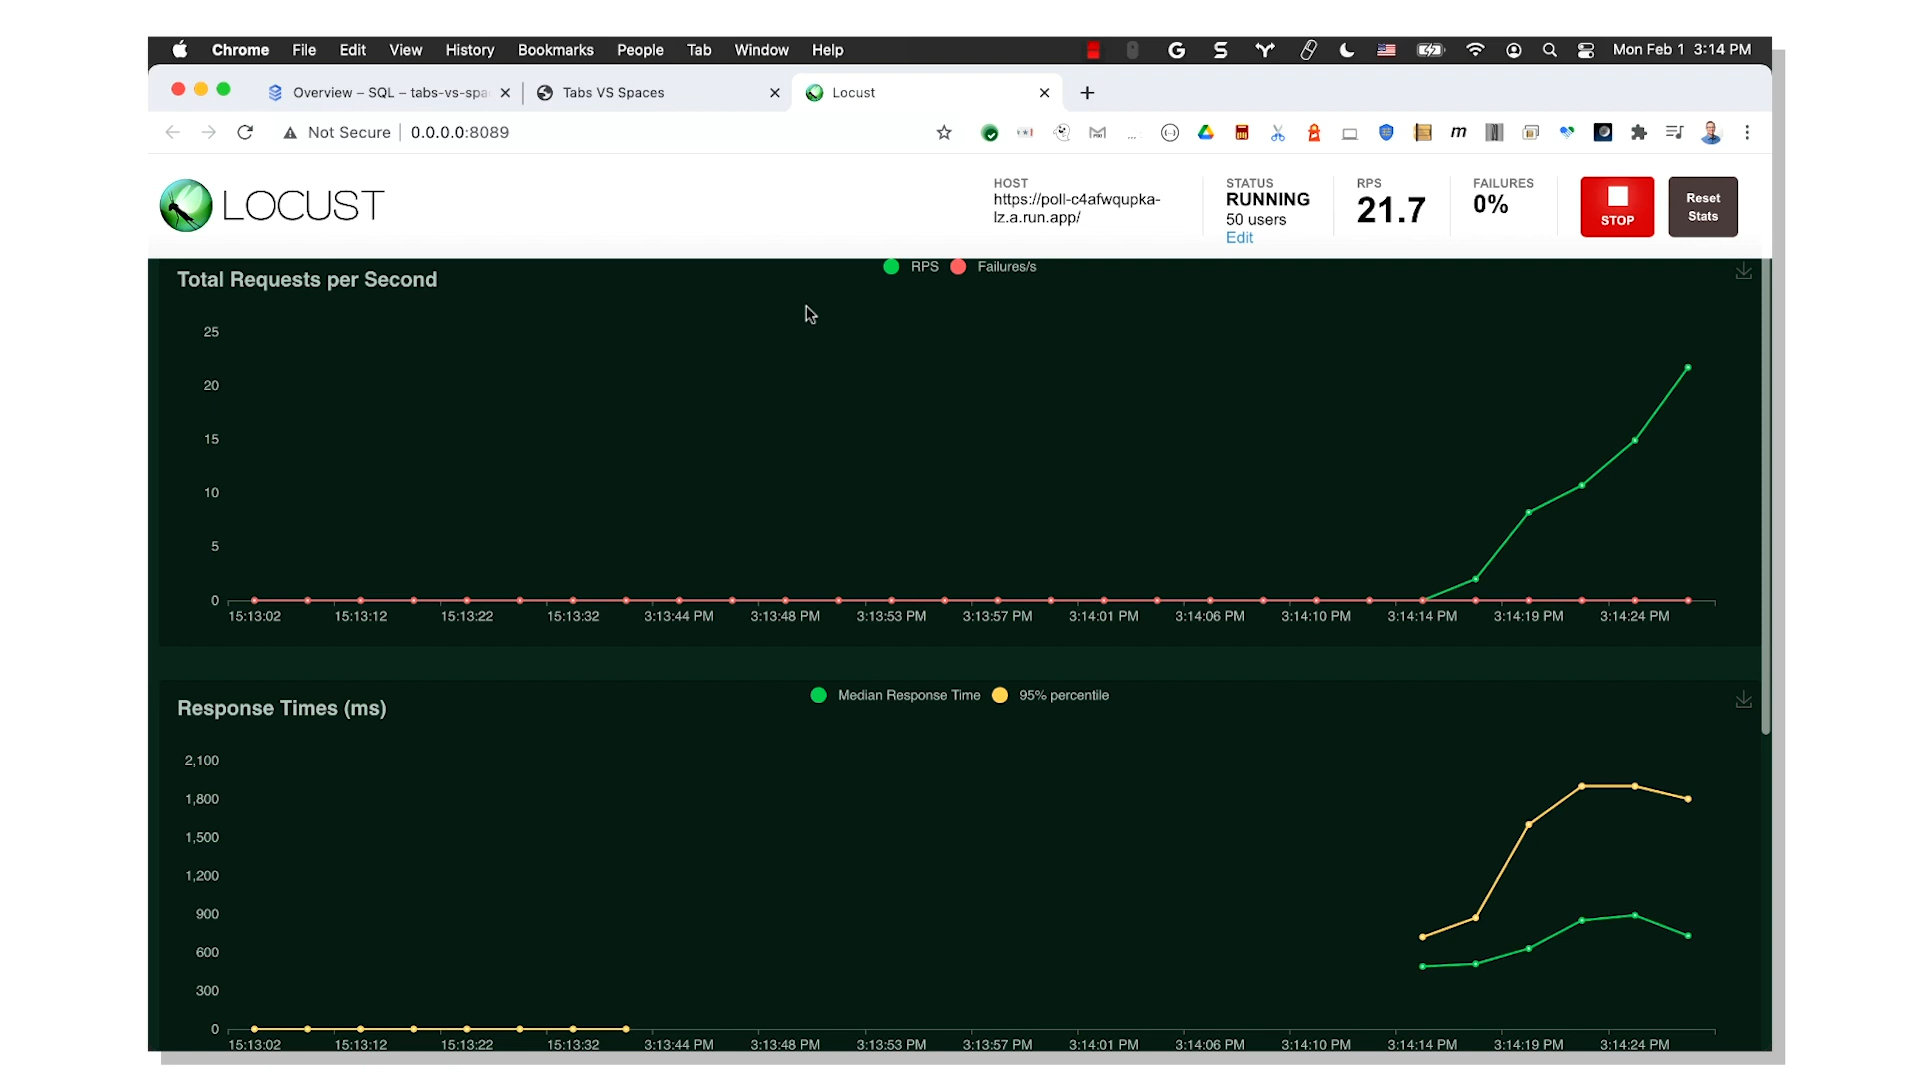 Chrome File Edit View History Bookmarks People Tab Window Help Mon Feb 1 3:14 PM
Overview – SQL – tabs-vs-spa Tabs VS Spaces Locust
Not Secure 0.0.0.0:8089
LOCUST
HOST
https://poll-c4afwqupka-
lz.a.run.app/
STATUS
RUNNING
50 users
Edit
RPS
21.7
FAILURES
0%
STOP
Reset
Stats
Total Requests per Second
RPS Failures/s
25
20
15
10
5
0
15:13:02 15:13:12 15:13:22 15:13:32 3:13:44 PM 3:13:48 PM 3:13:53 PM 3:13:57 PM 3:14:01 PM 3:14:06 PM 3:14:10 PM 3:14:14 PM 3:14:19 PM 3:14:24 PM
Response Times (ms)
Median Response Time 95% percentile
2,100
1,800
1,500
1,200
900
600
300
0
15:13:02 15:13:12 15:13:22 15:13:32 3:13:44 PM 3:13:48 PM 3:13:53 PM 3:13:57 PM 3:14:01 PM 3:14:06 PM 3:14:10 PM 3:14:14 PM 3:14:19 PM 3:14:24 PM